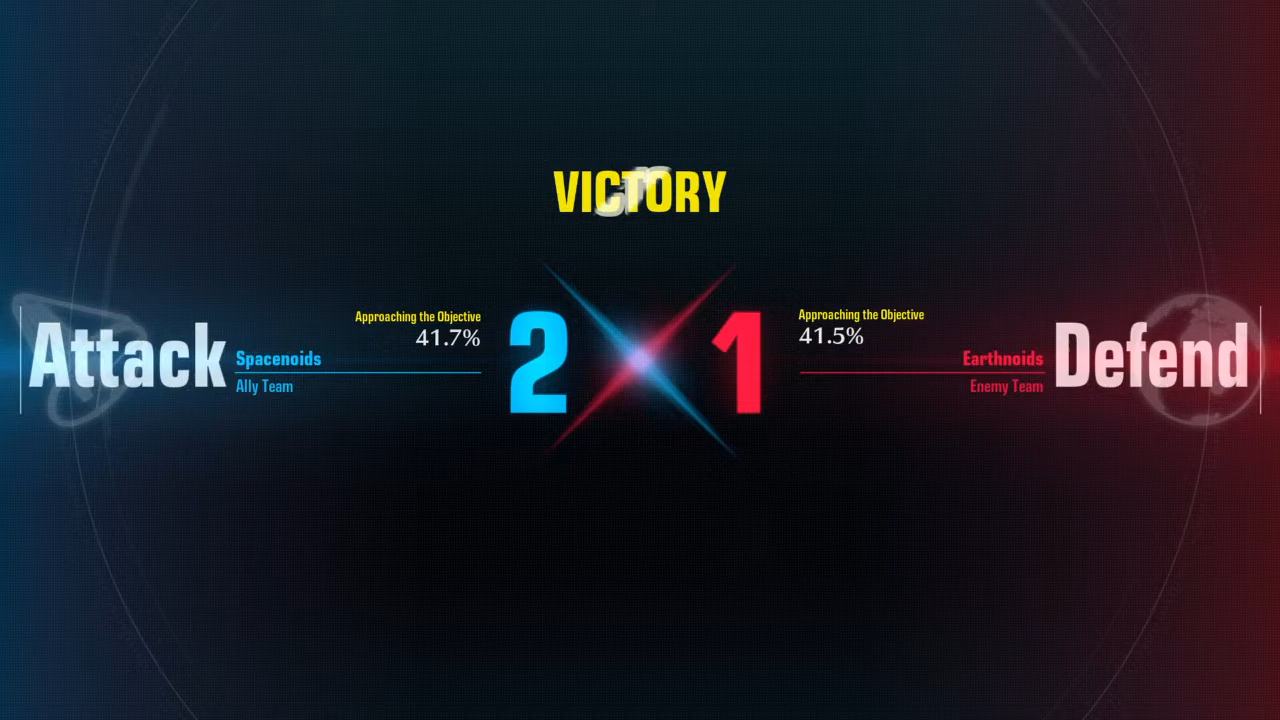 VICTORY
Attack
Spacenoids
Ally Team
Approaching the Objective
41.7%
2
1
Approaching the Objective
41.5%
Earthnoids
Enemy Team
Defend